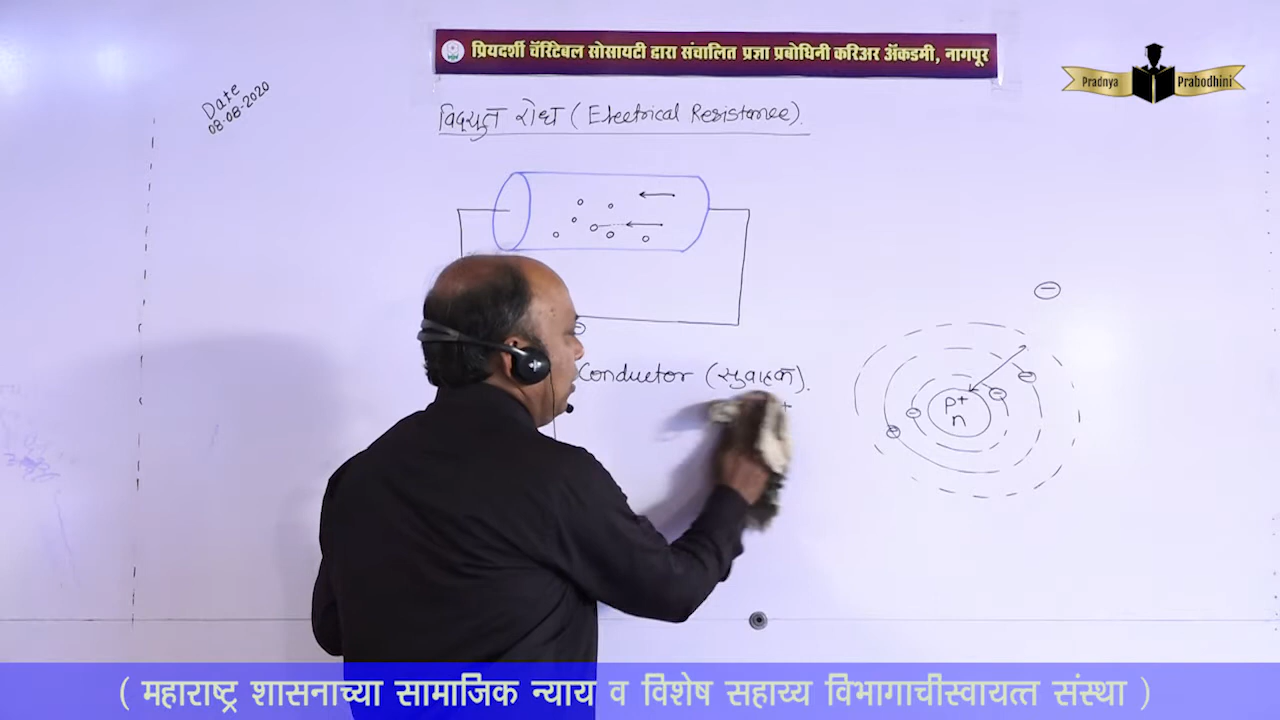 प्रियदर्शी चॅरिटेबल सोसायटी द्वारा संचालित प्रज्ञा प्रबोधिनी करिअर ॲकडमी, नागपूर
Pradnya Prabodhini
Date
08-08-2020
विद्युत रोध (Electrical Resistance).
Conductor (सुवाहक).
P+
n
( महाराष्ट्र शासनाच्या सामाजिक न्याय व विशेष सहाय्य विभागाचीस्वायत्त संस्था )